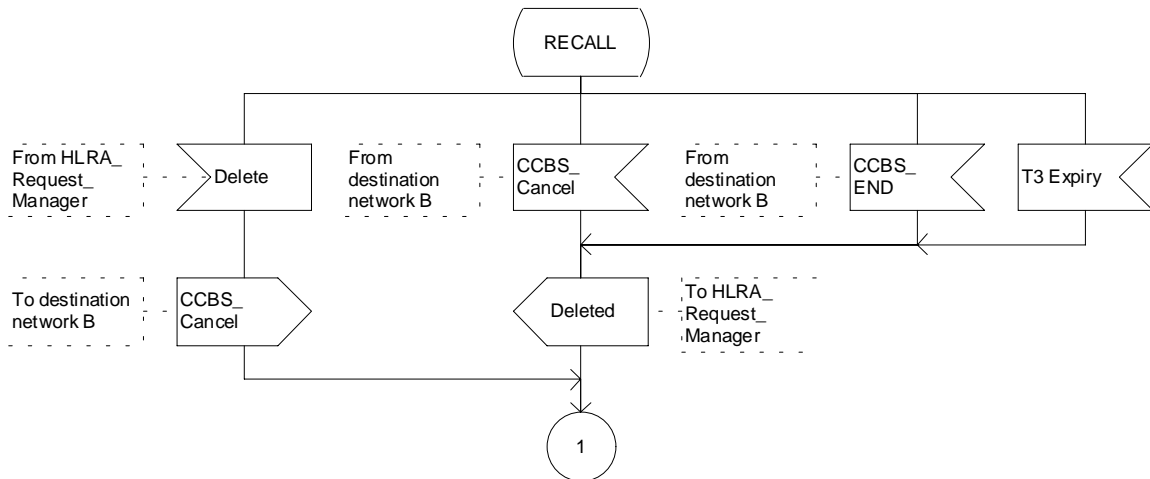 RECALL
From HLRA_
Request_
Manager
Delete
From
destination
network B
CCBS_
Cancel
From
destination
network B
CCBS_
END
T3 Expiry
To destination
network B
CCBS_
Cancel
Deleted
To HLRA_
Request_
Manager
1